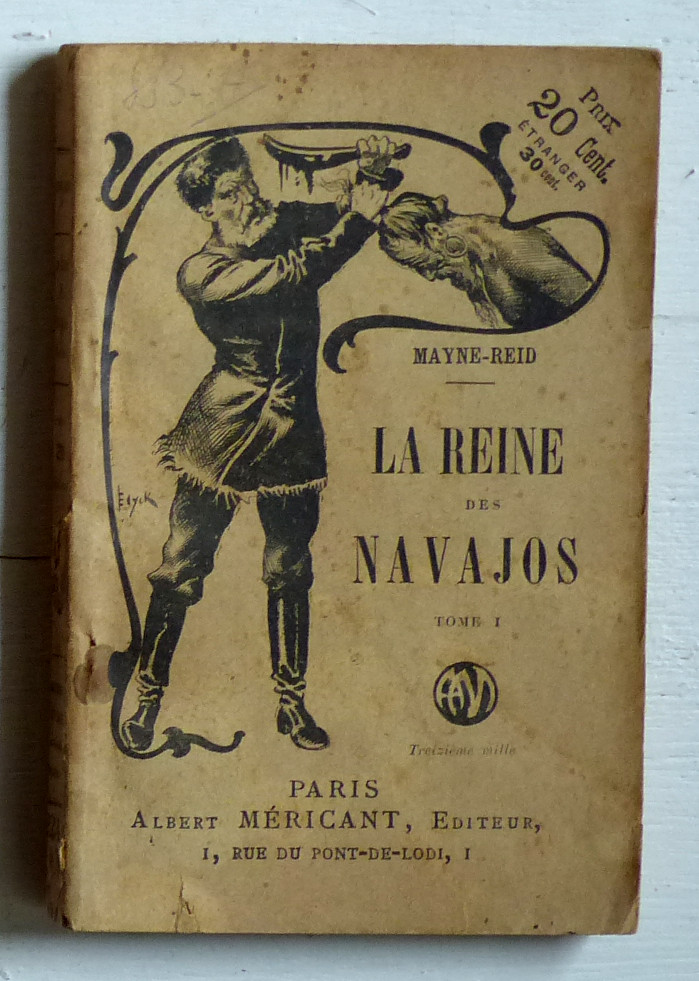 PRIX
20 Cent.
ÉTRANGER
30 cent.
MAYNE-REID
LA REINE
DES
NAVAJOS
TOME I
Treizième mille
PARIS
ALBERT MÉRICANT, EDITEUR,
1, RUE DU PONT-DE-LODI, 1